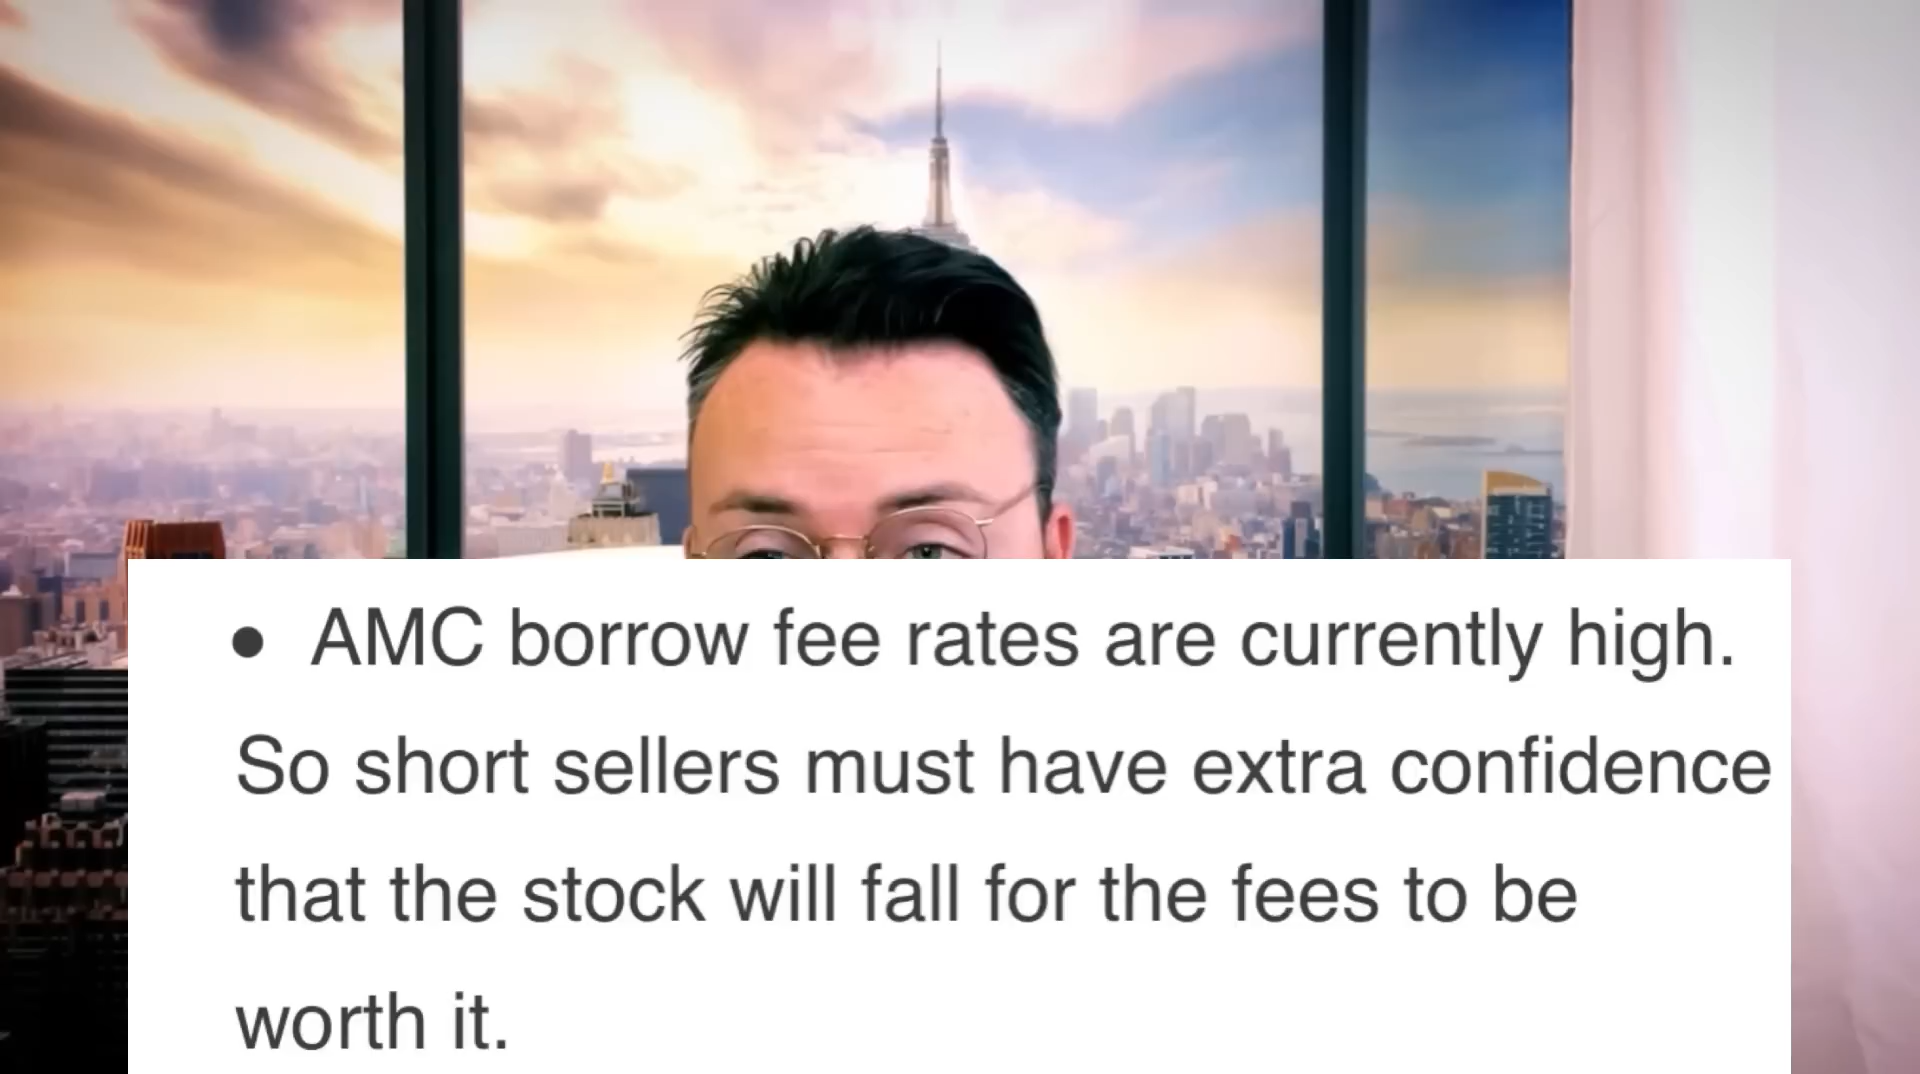 • AMC borrow fee rates are currently high.
So short sellers must have extra confidence
that the stock will fall for the fees to be
worth it.